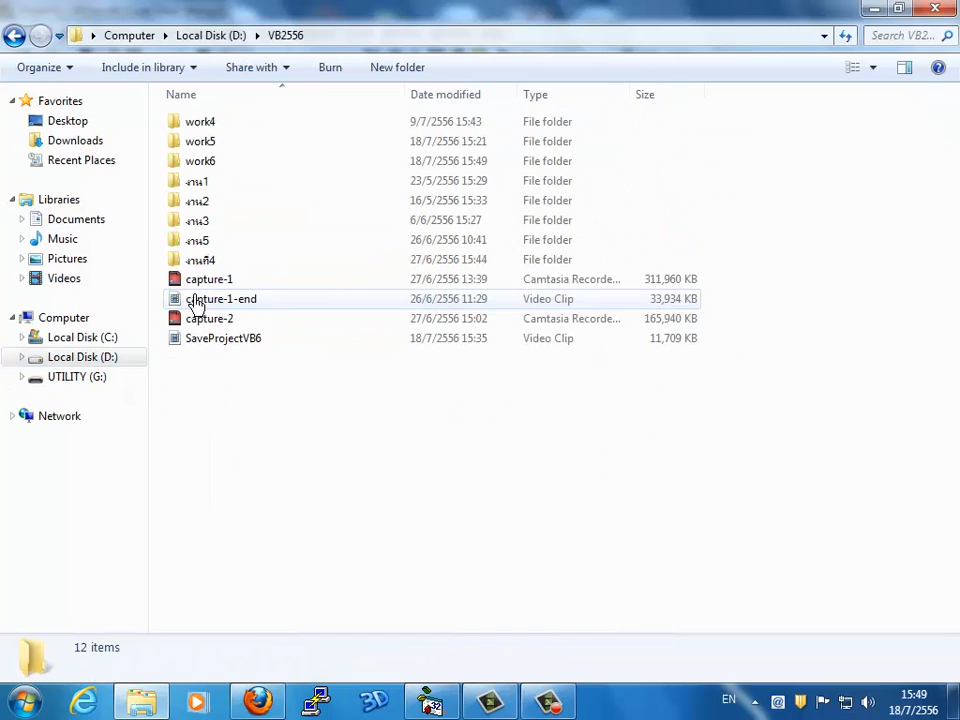 Computer Local Disk (D:) VB2556 Search VB2...
Organize Include in library Share with Burn New folder
Name Date modified Type Size
Favorites
Desktop
Downloads
Recent Places
Libraries
Documents
Music
Pictures
Videos
Computer
Local Disk (C:)
Local Disk (D:)
UTILITY (G:)
Network
work4 9/7/2556 15:43 File folder
work5 18/7/2556 15:21 File folder
work6 18/7/2556 15:49 File folder
งาน1 23/5/2556 15:29 File folder
งาน2 16/5/2556 15:33 File folder
งาน3 6/6/2556 15:27 File folder
งาน5 26/6/2556 10:41 File folder
งานที่4 27/6/2556 15:44 File folder
capture-1 27/6/2556 13:39 Camtasia Recorde... 311,960 KB
capture-1-end 26/6/2556 11:29 Video Clip 33,934 KB
capture-2 27/6/2556 15:02 Camtasia Recorde... 165,940 KB
SaveProjectVB6 18/7/2556 15:35 Video Clip 11,709 KB
12 items
3D
32
EN
15:49
18/7/2556